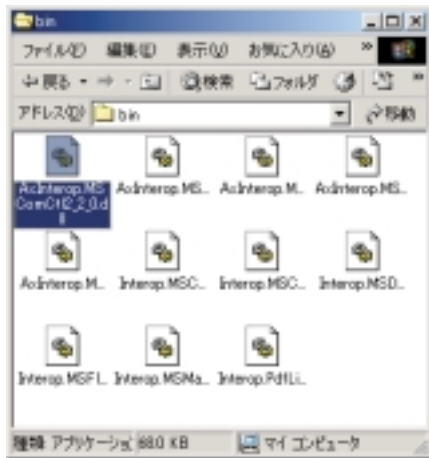 bin
ファイル(F) 編集(E) 表示(V) お気に入り(A) »
戻る 検索 フォルダ »
アドレス(D) bin 移動
AxInterop.MSComCtl2_2_0.dll AxInterop.MS... AxInterop.M... AxInterop.MS...
AxInterop.M... Interop.MSC... Interop.MSC... Interop.MSD...
Interop.MSFl... Interop.MSMa... Interop.PdfLi...
種類: アプリケーション 68.0 KB マイ コンピュータ